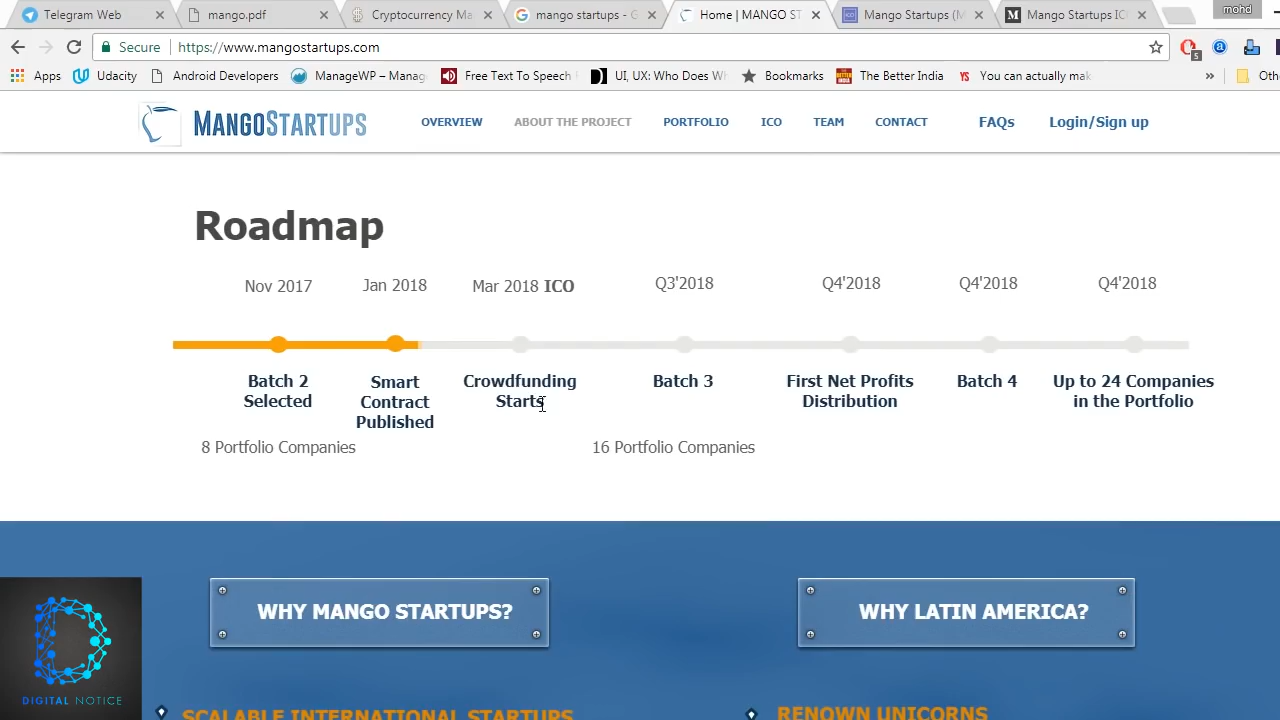 mohd
Telegram Web
mango.pdf
Cryptocurrency Ma
mango startups - G
Home | MANGO ST
Mango Startups (M
Mango Startups IC
Secure
https://www.mangostartups.com
5
Apps
Udacity
Android Developers
ManageWP – Manag
Free Text To Speech
UI, UX: Who Does W
Bookmarks
The Better India
You can actually mak
Oth
MANGOSTARTUPS
OVERVIEW
ABOUT THE PROJECT
PORTFOLIO
ICO
TEAM
CONTACT
FAQs
Login/Sign up
Roadmap
Nov 2017
Jan 2018
Mar 2018 ICO
Q3'2018
Q4'2018
Q4'2018
Q4'2018
Batch 2
Selected
Smart
Contract
Published
Crowdfunding
Starts
Batch 3
First Net Profits
Distribution
Batch 4
Up to 24 Companies
in the Portfolio
8 Portfolio Companies
16 Portfolio Companies
WHY MANGO STARTUPS?
WHY LATIN AMERICA?
SCALABLE INTERNATIONAL STARTUPS
RENOWN UNICORNS
DIGITAL NOTICE